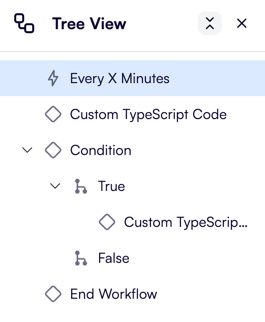 Tree View
Every X Minutes
Custom TypeScript Code
Condition
True
Custom TypeScrip...
False
End Workflow